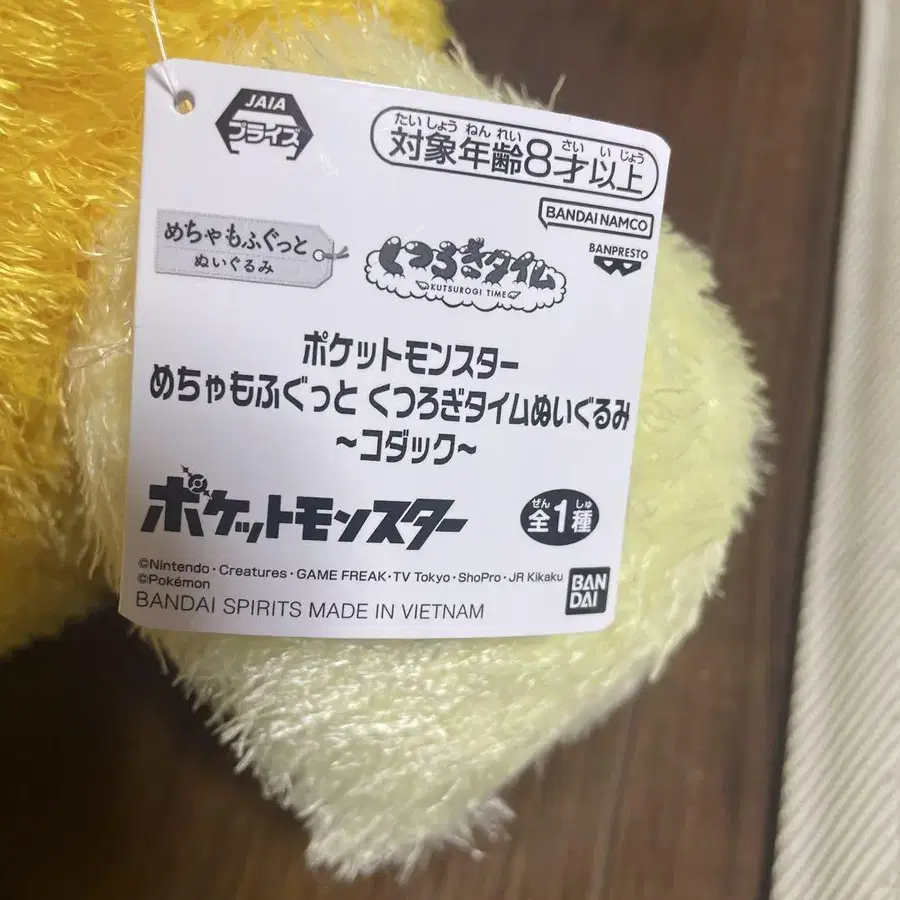 JAIA
プライズ
たいしょうねんれい さいいじょう
対象年齢8才以上
BANDAI NAMCO
BANPRESTO
めちゃもふぐっと
ぬいぐるみ
くつろぎタイム
KUTSUROGI TIME
ポケットモンスター
めちゃもふぐっと くつろぎタイムぬいぐるみ
~コダック~
ポケットモンスター
ぜん しゅ
全1種
©Nintendo・Creatures・GAME FREAK・TV Tokyo・ShoPro・JR Kikaku
©Pokémon
BANDAI SPIRITS MADE IN VIETNAM
BAN
DAI